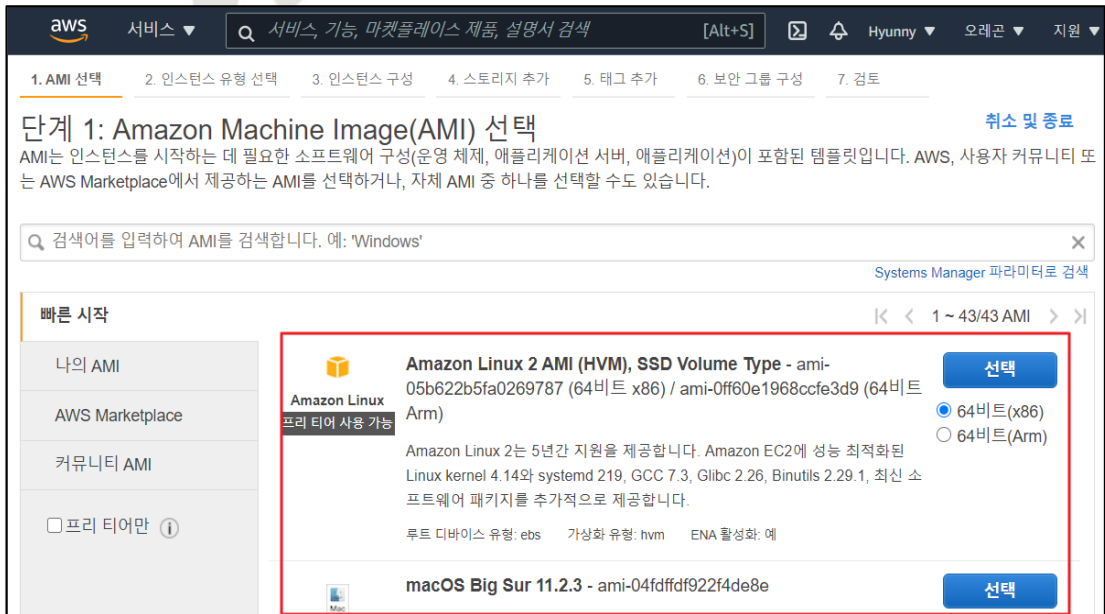 aws 서비스 ▼ 서비스, 기능, 마켓플레이스 제품, 설명서 검색 [Alt+S] Hyunny ▼ 오레곤 ▼ 지원 ▼
1. AMI 선택 2. 인스턴스 유형 선택 3. 인스턴스 구성 4. 스토리지 추가 5. 태그 추가 6. 보안 그룹 구성 7. 검토
단계 1: Amazon Machine Image(AMI) 선택
취소 및 종료
AMI는 인스턴스를 시작하는 데 필요한 소프트웨어 구성(운영 체제, 애플리케이션 서버, 애플리케이션)이 포함된 템플릿입니다. AWS, 사용자 커뮤니티 또
는 AWS Marketplace에서 제공하는 AMI를 선택하거나, 자체 AMI 중 하나를 선택할 수도 있습니다.
검색어를 입력하여 AMI를 검색합니다. 예: 'Windows'
Systems Manager 파라미터로 검색
빠른 시작
1 ~ 43/43 AMI
나의 AMI
AWS Marketplace
커뮤니티 AMI
프리 티어만
Amazon Linux
프리 티어 사용 가능
Amazon Linux 2 AMI (HVM), SSD Volume Type - ami-
05b622b5fa0269787 (64비트 x86) / ami-0ff60e1968ccfe3d9 (64비트
Arm)
Amazon Linux 2는 5년간 지원을 제공합니다. Amazon EC2에 성능 최적화된
Linux kernel 4.14와 systemd 219, GCC 7.3, Glibc 2.26, Binutils 2.29.1, 최신 소
프트웨어 패키지를 추가적으로 제공합니다.
루트 디바이스 유형: ebs 가상화 유형: hvm ENA 활성화: 예
선택
64비트(x86)
64비트(Arm)
Mac
macOS Big Sur 11.2.3 - ami-04fdffdf922f4de8e
선택